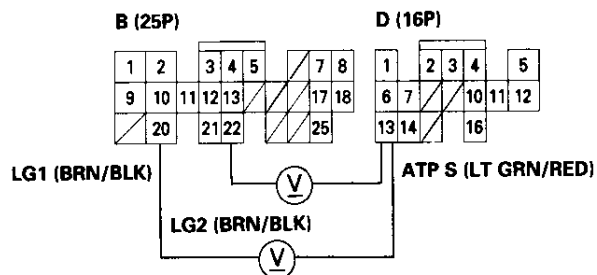 B (25P) D (16P)
1 2 3 4 5 7 8 1 2 3 4 5
9 10 11 12 13 17 18 6 7 10 11 12
20 21 22 25 13 14 16
LG1 (BRN/BLK) V ATP S (LT GRN/RED)
LG2 (BRN/BLK)
V